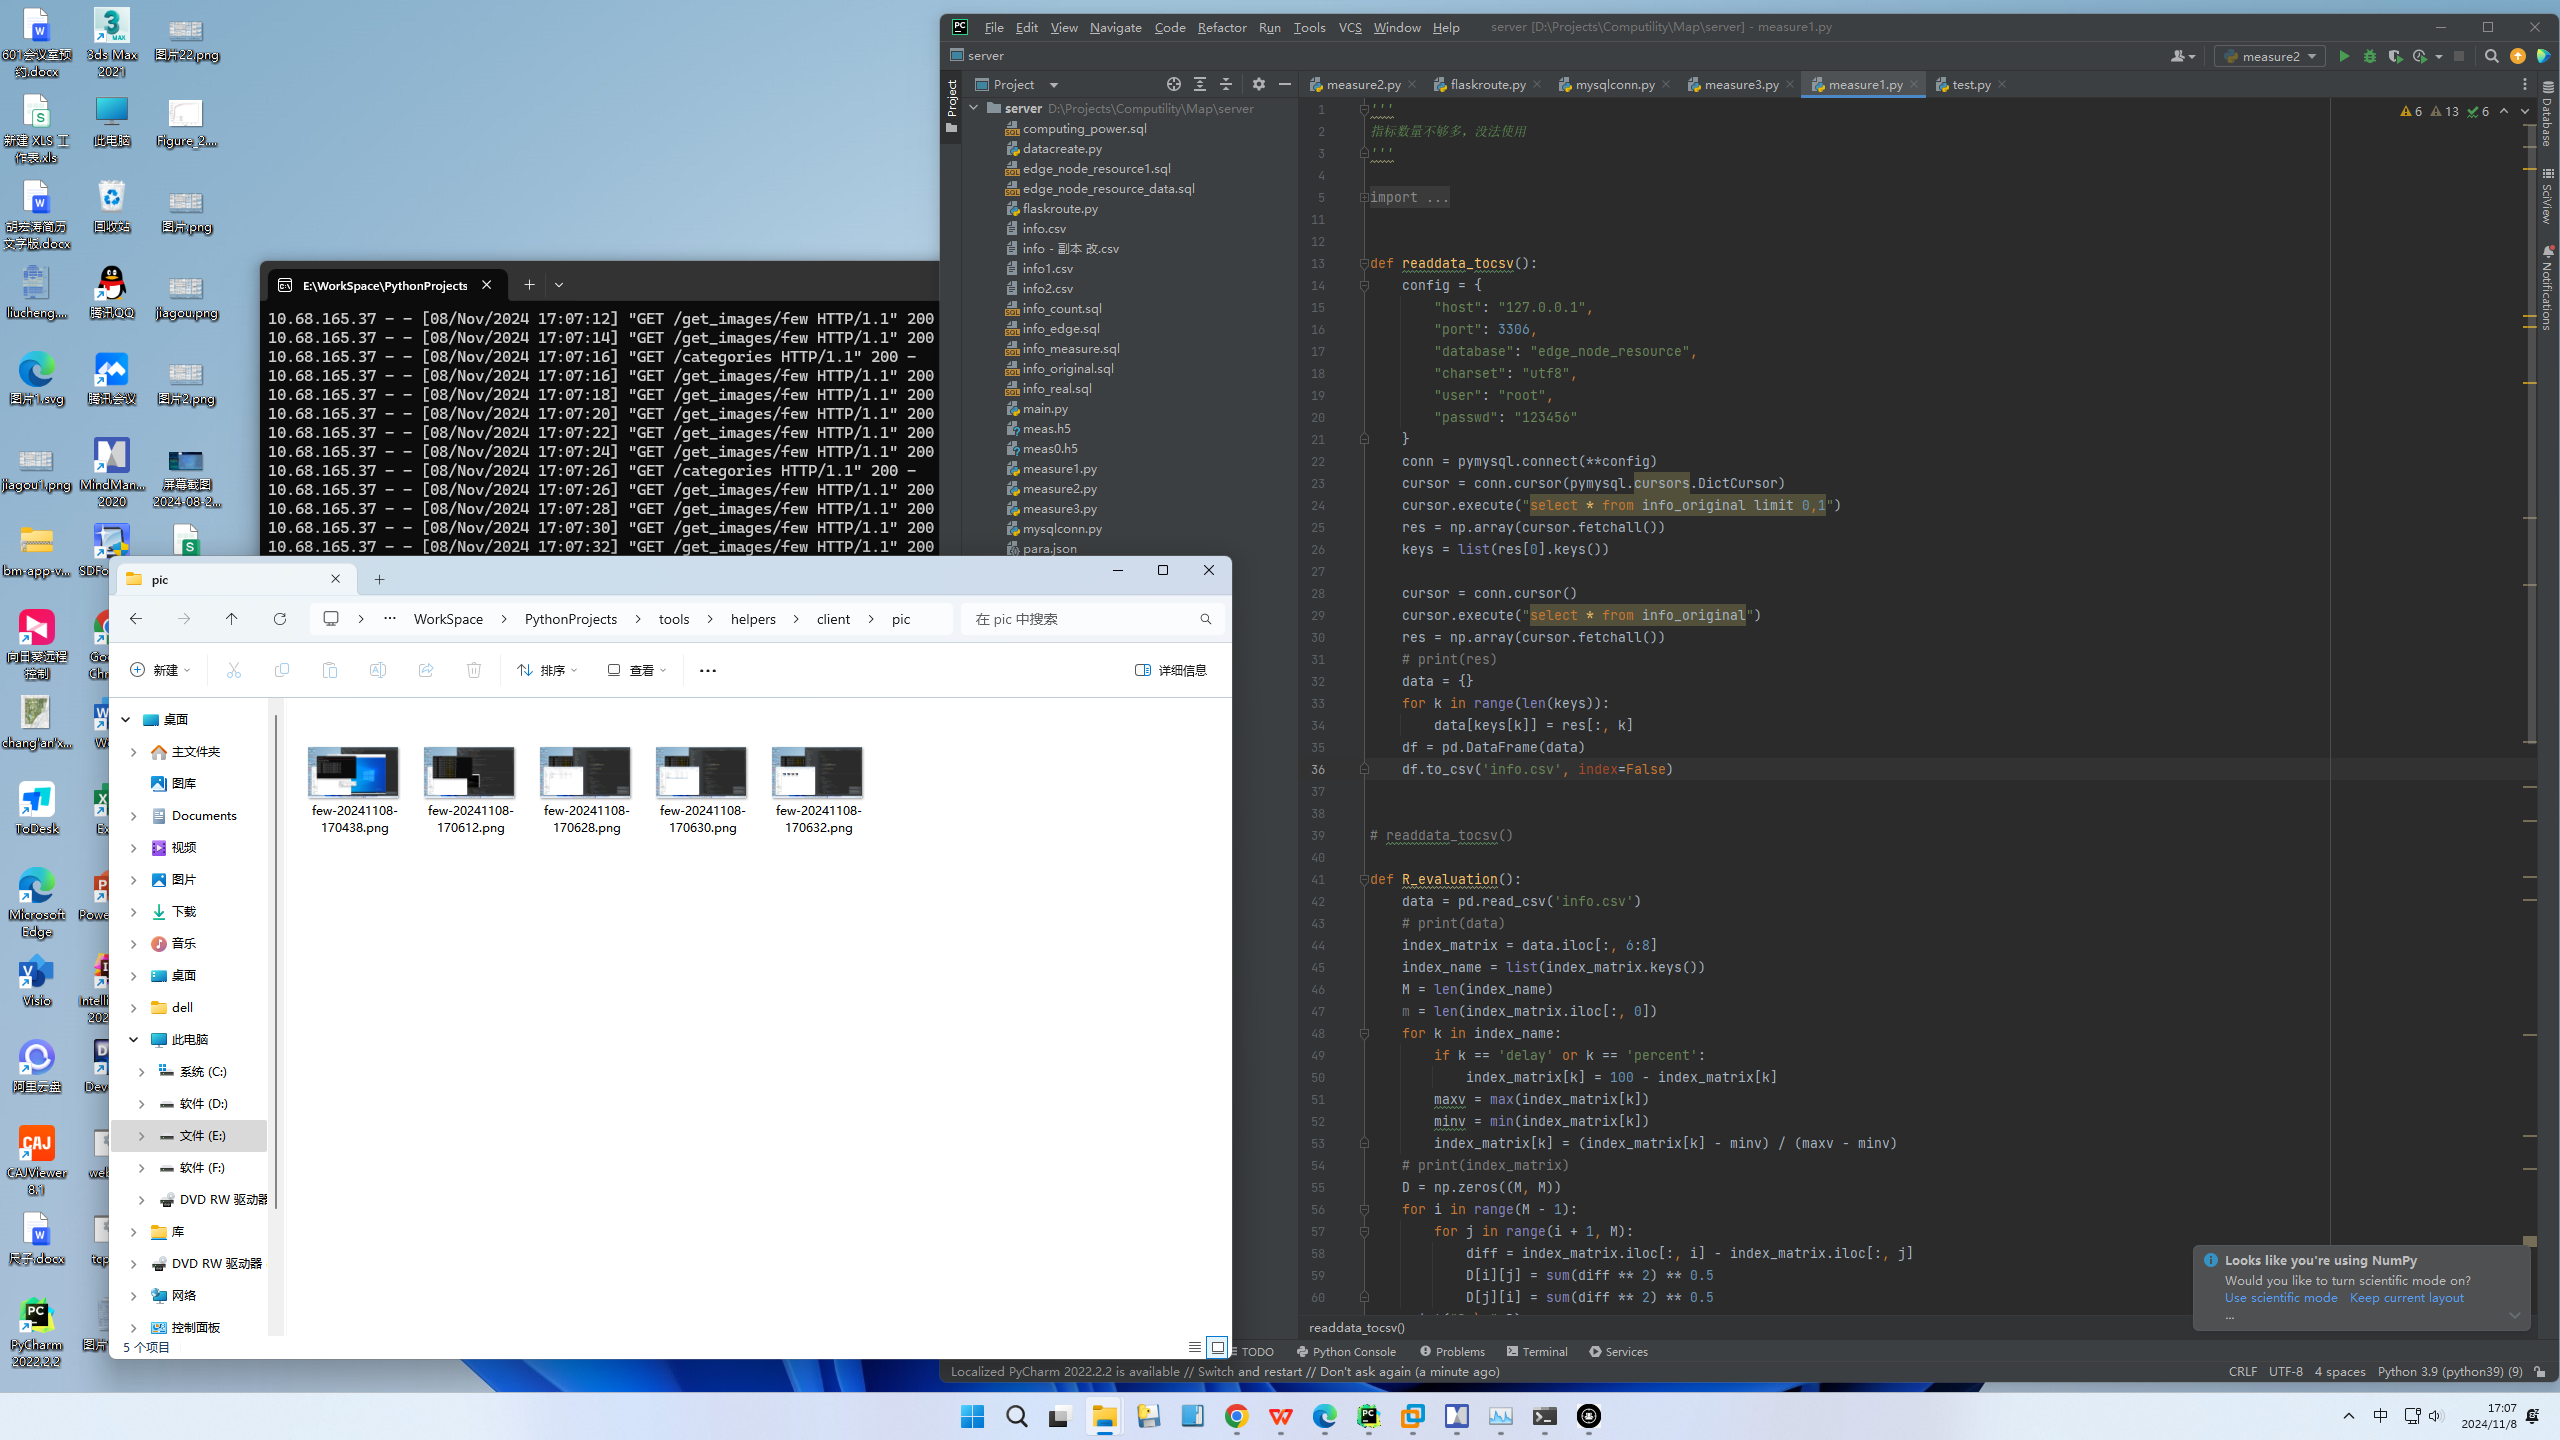 601会议室预
约.docx
3ds Max
2021
图片22.png
新建 XLS 工
作表.xls
此电脑
Figure_2....
胡宏涛简历
文字版.docx
回收站
图片.png
liucheng....
腾讯QQ
jiagou.png
图片1.svg
腾讯会议
图片2.png
jiagou1.png
MindMan...
2020
屏幕截图
2024-08-2...
bm-app-v...
向日葵远程
控制
chang'an'x...
ToDesk
Microsoft
Edge
Visio
阿里云盘
CAJViewer
8.1
尺子.docx
PyCharm
2022.2.2
E:\WorkSpace\PythonProjects
10.68.165.37 - - [08/Nov/2024 17:07:12] "GET /get_images/few HTTP/1.1" 200
10.68.165.37 - - [08/Nov/2024 17:07:14] "GET /get_images/few HTTP/1.1" 200
10.68.165.37 - - [08/Nov/2024 17:07:16] "GET /categories HTTP/1.1" 200 -
10.68.165.37 - - [08/Nov/2024 17:07:16] "GET /get_images/few HTTP/1.1" 200
10.68.165.37 - - [08/Nov/2024 17:07:18] "GET /get_images/few HTTP/1.1" 200
10.68.165.37 - - [08/Nov/2024 17:07:20] "GET /get_images/few HTTP/1.1" 200
10.68.165.37 - - [08/Nov/2024 17:07:22] "GET /get_images/few HTTP/1.1" 200
10.68.165.37 - - [08/Nov/2024 17:07:24] "GET /get_images/few HTTP/1.1" 200
10.68.165.37 - - [08/Nov/2024 17:07:26] "GET /categories HTTP/1.1" 200 -
10.68.165.37 - - [08/Nov/2024 17:07:26] "GET /get_images/few HTTP/1.1" 200
10.68.165.37 - - [08/Nov/2024 17:07:28] "GET /get_images/few HTTP/1.1" 200
10.68.165.37 - - [08/Nov/2024 17:07:30] "GET /get_images/few HTTP/1.1" 200
10.68.165.37 - - [08/Nov/2024 17:07:32] "GET /get_images/few HTTP/1.1" 200
pic
WorkSpace > PythonProjects > tools > helpers > client > pic
在 pic 中搜索
新建
排序
查看
详细信息
桌面
主文件夹
图库
Documents
视频
图片
下载
音乐
桌面
dell
此电脑
系统 (C:)
软件 (D:)
文件 (E:)
软件 (F:)
DVD RW 驱动器
库
DVD RW 驱动器
网络
控制面板
few-20241108-
170438.png
few-20241108-
170612.png
few-20241108-
170628.png
few-20241108-
170630.png
few-20241108-
170632.png
5 个项目
File Edit View Navigate Code Refactor Run Tools VCS Window Help
server [D:\Projects\Computility\Map\server] - measure1.py
server
measure2
Project
Project
measure2.py
flaskroute.py
mysqlconn.py
measure3.py
measure1.py
test.py
server D:\Projects\Computility\Map\server
computing_power.sql
datacreate.py
edge_node_resource1.sql
edge_node_resource_data.sql
flaskroute.py
info.csv
info - 副本 改.csv
info1.csv
info2.csv
info_count.sql
info_edge.sql
info_measure.sql
info_original.sql
info_real.sql
main.py
meas.h5
meas0.h5
measure1.py
measure2.py
measure3.py
mysqlconn.py
para.json
6 13 6
Database
SciView
Notifications
1 '''
2 指标数量不够多，没法使用
3 '''
4
5 import ...
11
12
13 def readdata_tocsv():
14 config = {
15 "host": "127.0.0.1",
16 "port": 3306,
17 "database": "edge_node_resource",
18 "charset": "utf8",
19 "user": "root",
20 "passwd": "123456"
21 }
22 conn = pymysql.connect(**config)
23 cursor = conn.cursor(pymysql.cursors.DictCursor)
24 cursor.execute("select * from info_original limit 0,1")
25 res = np.array(cursor.fetchall())
26 keys = list(res[0].keys())
27
28 cursor = conn.cursor()
29 cursor.execute("select * from info_original")
30 res = np.array(cursor.fetchall())
31 # print(res)
32 data = {}
33 for k in range(len(keys)):
34 data[keys[k]] = res[:, k]
35 df = pd.DataFrame(data)
36 df.to_csv('info.csv', index=False)
37
38
39 # readdata_tocsv()
40
41 def R_evaluation():
42 data = pd.read_csv('info.csv')
43 # print(data)
44 index_matrix = data.iloc[:, 6:8]
45 index_name = list(index_matrix.keys())
46 M = len(index_name)
47 m = len(index_matrix.iloc[:, 0])
48 for k in index_name:
49 if k == 'delay' or k == 'percent':
50 index_matrix[k] = 100 - index_matrix[k]
51 maxv = max(index_matrix[k])
52 minv = min(index_matrix[k])
53 index_matrix[k] = (index_matrix[k] - minv) / (maxv - minv)
54 # print(index_matrix)
55 D = np.zeros((M, M))
56 for i in range(M - 1):
57 for j in range(i + 1, M):
58 diff = index_matrix.iloc[:, i] - index_matrix.iloc[:, j]
59 D[i][j] = sum(diff ** 2) ** 0.5
60 D[j][i] = sum(diff ** 2) ** 0.5
readdata_tocsv()
Looks like you're using NumPy
Would you like to turn scientific mode on?
Use scientific mode Keep current layout
...
TODO Python Console Problems Terminal Services
Localized PyCharm 2022.2.2 is available // Switch and restart // Don't ask again (a minute ago)
CRLF UTF-8 4 spaces Python 3.9 (python39) (9)
中
17:07
2024/11/8